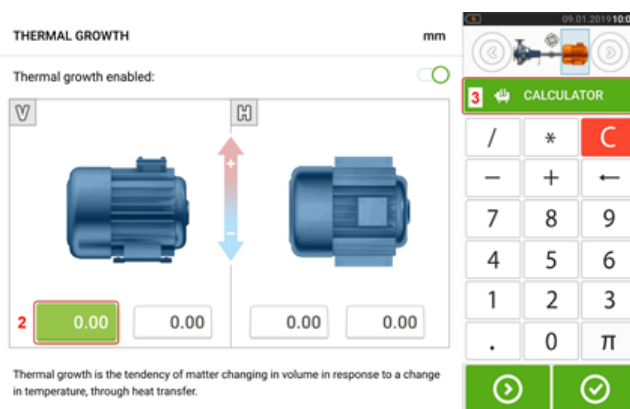 09.01.2019 10:0
THERMAL GROWTH mm
Thermal growth enabled:
V H
+
-
3 CALCULATOR
/ * C
− + ←
7 8 9
4 5 6
1 2 3
. 0 π
2 0.00 0.00 0.00 0.00
Thermal growth is the tendency of matter changing in volume in response to a change
in temperature, through heat transfer.